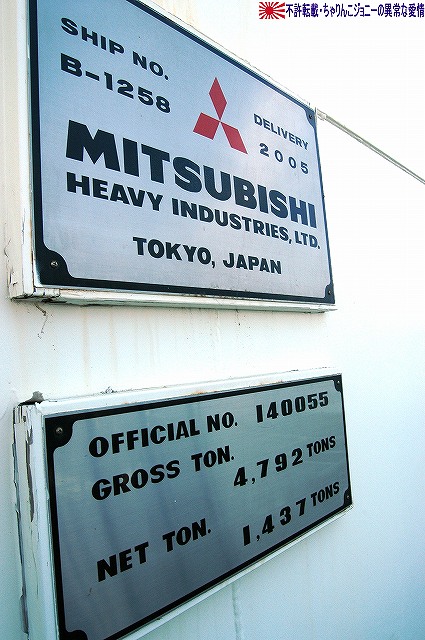 不許転載・ちゃりんこジョニーの異常な愛情
SHIP NO.
B-1258
DELIVERY
2005
MITSUBISHI
HEAVY INDUSTRIES, LTD.
TOKYO, JAPAN
OFFICIAL NO. 140055
GROSS TON.
4,792 TONS
NET TON.
1,437 TONS